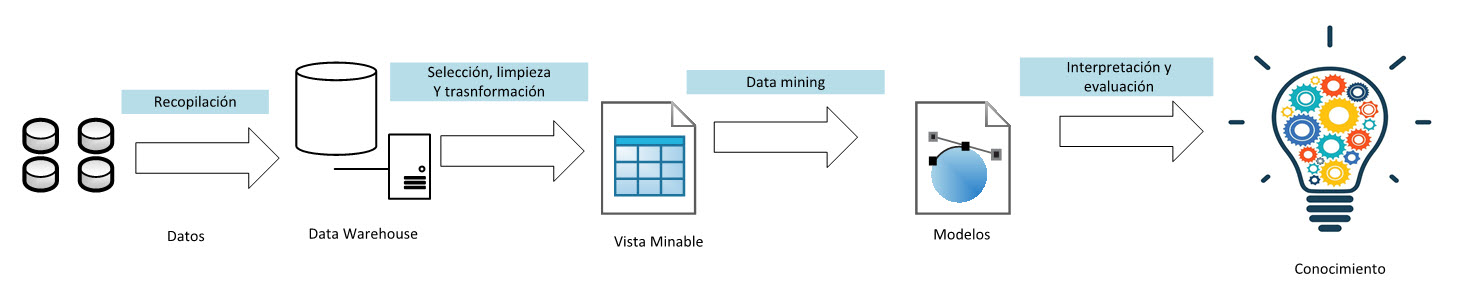 Recopilación
Selección, limpieza
Y trasnformación
Data mining
Interpretación y
evaluación
Datos
Data Warehouse
Vista Minable
Modelos
Conocimiento